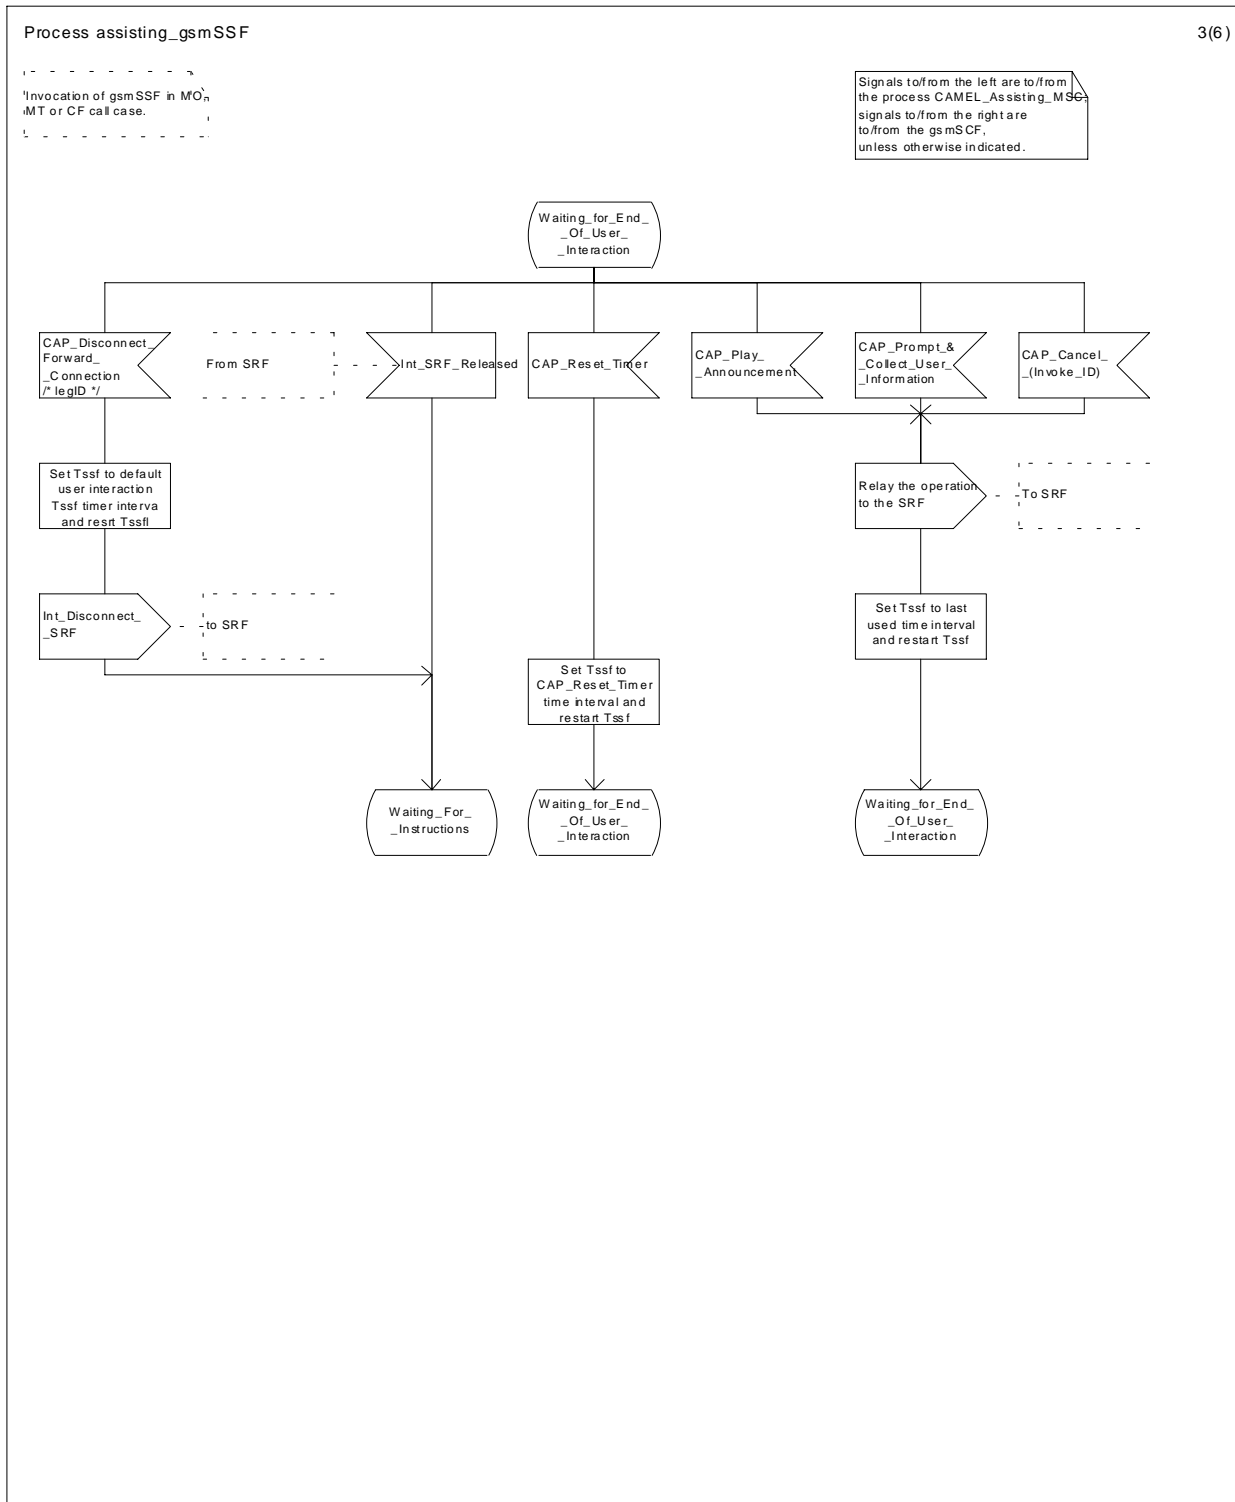 Process assisting_gsmSSF
3(6)
Invocation of gsmSSF in MO,
MT or CF call case.
Signals to/from the left are to/from
the process CAMEL_Assisting_MSC;
signals to/from the right are
to/from the gsmSCF,
unless otherwise indicated.
Waiting_for_End_
_Of_User_
_Interaction
CAP_Disconnect_
Forward_
_Connection
/* legID */
From SRF
Int_SRF_Released
CAP_Reset_Timer
CAP_Play_
_Announcement
CAP_Prompt_&
_Collect_User_
_Information
CAP_Cancel_
_(Invoke_ID)
Set Tssf to default
user interaction
Tssf timer interva
and resrt Tssfl
Relay the operation
to the SRF
To SRF
Int_Disconnect_
_SRF
to SRF
Set Tssf to last
used time interval
and restart Tssf
Set Tssf to
CAP_Reset_Timer
time interval and
restart Tssf
Waiting_For_
_Instructions
Waiting_for_End_
_Of_User_
_Interaction
Waiting_for_End_
_Of_User_
_Interaction